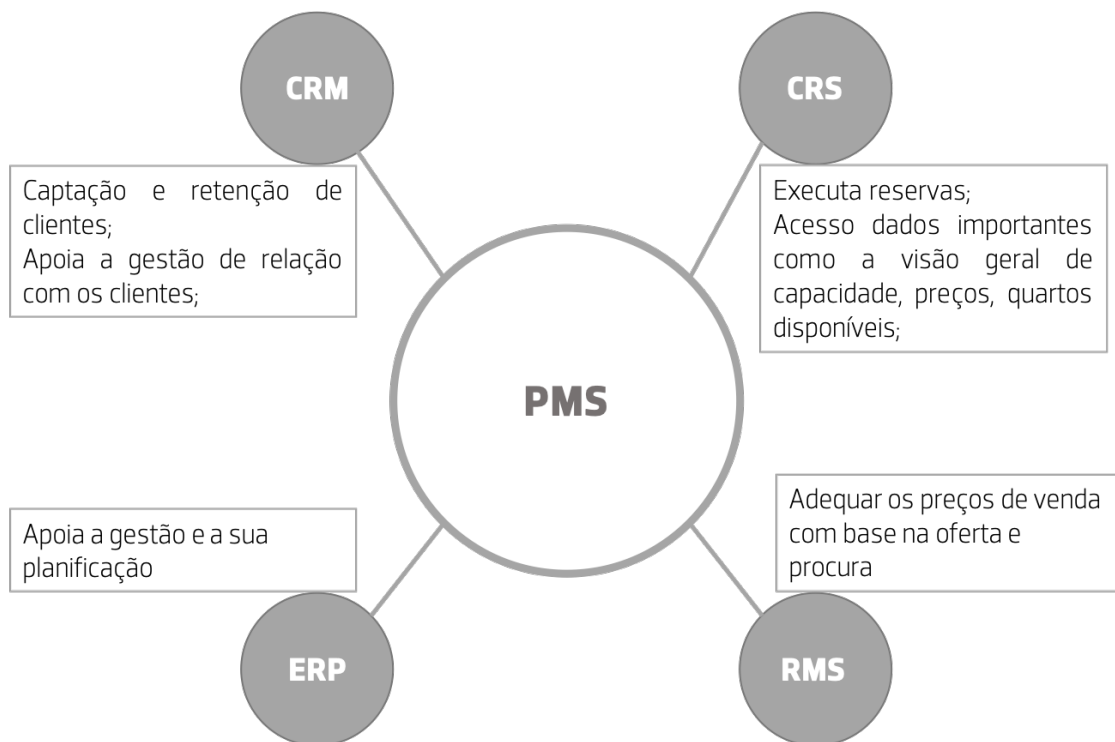 CRM
Captação e retenção de
clientes;
Apoia a gestão de relação
com os clientes;
CRS
Executa reservas;
Acesso dados importantes
como a visão geral de
capacidade, preços, quartos
disponíveis;
PMS
Apoia a gestão e a sua
planificação
ERP
Adequar os preços de venda
com base na oferta e
procura
RMS